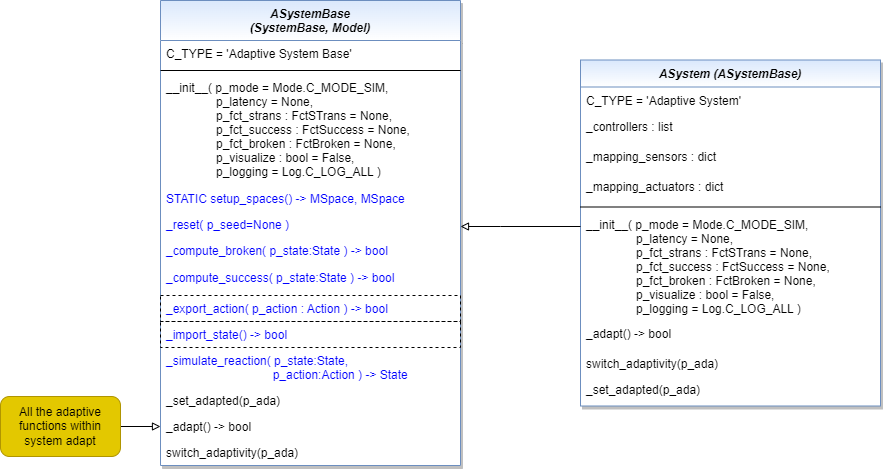 ASystemBase
(SystemBase, Model)
C_TYPE = 'Adaptive System Base'
__init__( p_mode = Mode.C_MODE_SIM,
p_latency = None,
p_fct_strans : FctSTrans = None,
p_fct_success : FctSuccess = None,
p_fct_broken : FctBroken = None,
p_visualize : bool = False,
p_logging = Log.C_LOG_ALL )
STATIC setup_spaces() -> MSpace, MSpace
_reset( p_seed=None )
_compute_broken( p_state:State ) -> bool
_compute_success( p_state:State ) -> bool
_export_action( p_action : Action ) -> bool
_import_state() -> bool
_simulate_reaction( p_state:State,
p_action:Action ) -> State
_set_adapted(p_ada)
_adapt() -> bool
switch_adaptivity(p_ada)
All the adaptive
functions within
system adapt
ASystem (ASystemBase)
C_TYPE = 'Adaptive System'
_controllers : list
_mapping_sensors : dict
_mapping_actuators : dict
__init__( p_mode = Mode.C_MODE_SIM,
p_latency = None,
p_fct_strans : FctSTrans = None,
p_fct_success : FctSuccess = None,
p_fct_broken : FctBroken = None,
p_visualize : bool = False,
p_logging = Log.C_LOG_ALL )
_adapt() -> bool
switch_adaptivity(p_ada)
_set_adapted(p_ada)